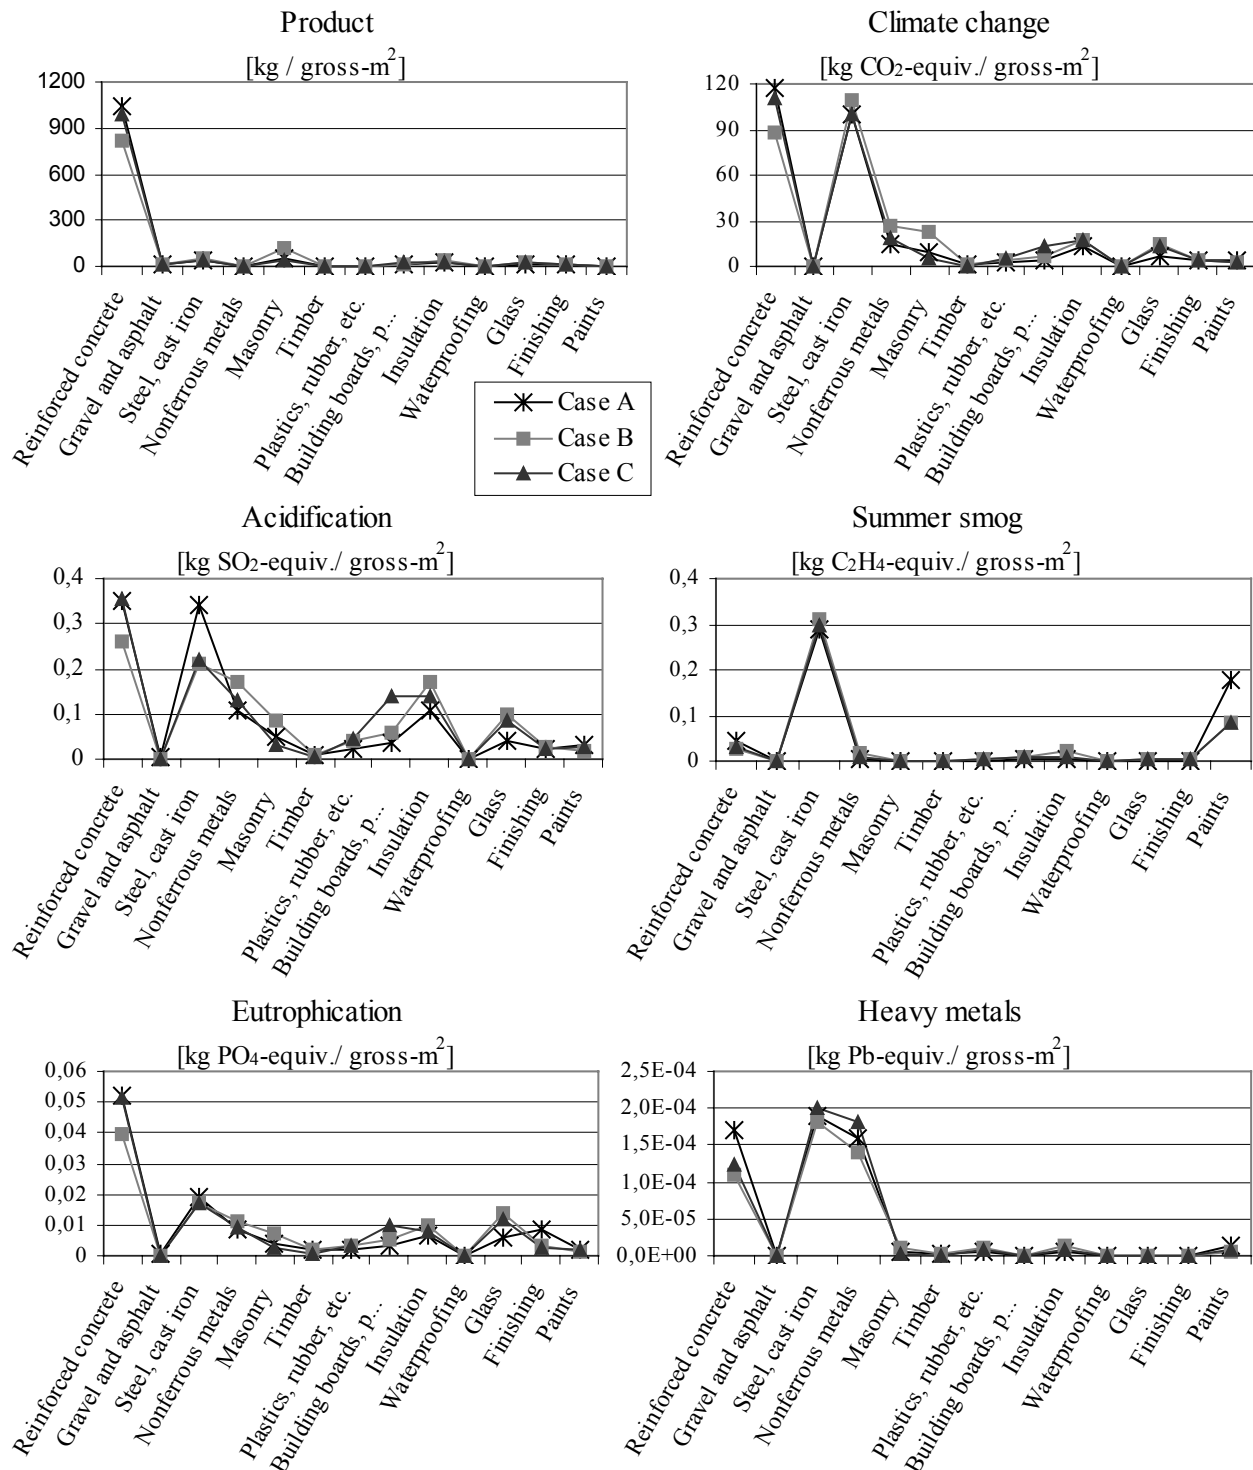 Product
[kg / gross-m²]
1200
900
600
300
0
Reinforced concrete
Gravel and asphalt
Steel, cast iron
Nonferrous metals
Masonry
Timber
Plastics, rubber, etc.
Building boards, p...
Insulation
Waterproofing
Glass
Finishing
Paints
Climate change
[kg CO₂-equiv./ gross-m²]
120
90
60
30
0
Reinforced concrete
Gravel and asphalt
Steel, cast iron
Nonferrous metals
Masonry
Timber
Plastics, rubber, etc.
Building boards, p...
Insulation
Waterproofing
Glass
Finishing
Paints
Case A
Case B
Case C
Acidification
[kg SO₂-equiv./ gross-m²]
0,4
0,3
0,2
0,1
0
Reinforced concrete
Gravel and asphalt
Steel, cast iron
Nonferrous metals
Masonry
Timber
Plastics, rubber, etc.
Building boards, p...
Insulation
Waterproofing
Glass
Finishing
Paints
Summer smog
[kg C₂H₄-equiv./ gross-m²]
0,4
0,3
0,2
0,1
0
Reinforced concrete
Gravel and asphalt
Steel, cast iron
Nonferrous metals
Masonry
Timber
Plastics, rubber, etc.
Building boards, p...
Insulation
Waterproofing
Glass
Finishing
Paints
Eutrophication
[kg PO₄-equiv./ gross-m²]
0,06
0,05
0,04
0,03
0,02
0,01
0
Reinforced concrete
Gravel and asphalt
Steel, cast iron
Nonferrous metals
Masonry
Timber
Plastics, rubber, etc.
Building boards, p...
Insulation
Waterproofing
Glass
Finishing
Paints
Heavy metals
[kg Pb-equiv./ gross-m²]
2,5E-04
2,0E-04
1,5E-04
1,0E-04
5,0E-05
0,0E+00
Reinforced concrete
Gravel and asphalt
Steel, cast iron
Nonferrous metals
Masonry
Timber
Plastics, rubber, etc.
Building boards, p...
Insulation
Waterproofing
Glass
Finishing
Paints